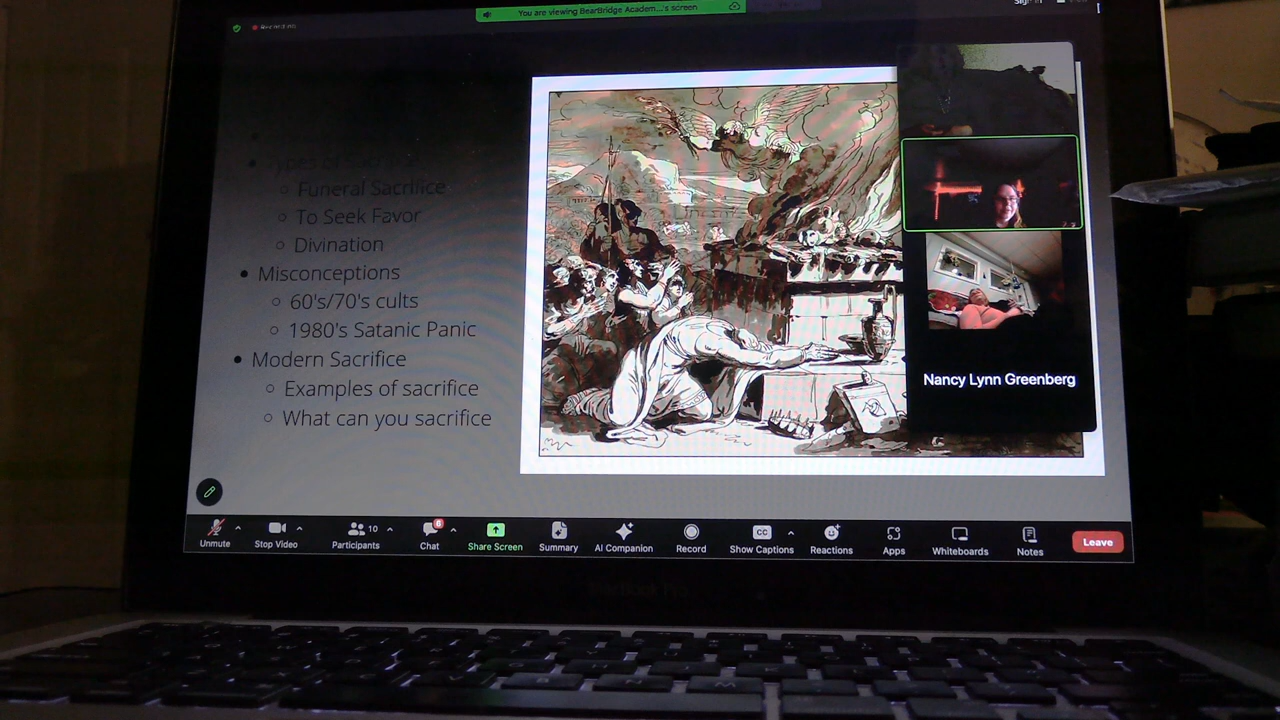 You are viewing BearBridge Academ...'s screen
Recording
Funeral Sacrifice
To Seek Favor
Divination
Misconceptions
60's/70's cults
1980's Satanic Panic
Modern Sacrifice
Examples of sacrifice
What can you sacrifice
Nancy Lynn Greenberg
Unmute
Stop Video
Participants
10
Chat
6
Share Screen
Summary
AI Companion
Record
CC
Show Captions
Reactions
Apps
Whiteboards
Notes
Leave